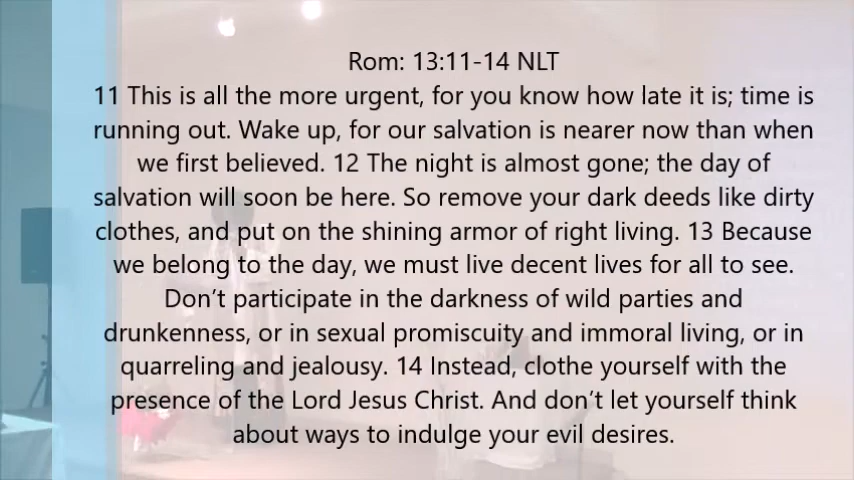 Rom: 13:11-14 NLT
11 This is all the more urgent, for you know how late it is; time is
running out. Wake up, for our salvation is nearer now than when
we first believed. 12 The night is almost gone; the day of
salvation will soon be here. So remove your dark deeds like dirty
clothes, and put on the shining armor of right living. 13 Because
we belong to the day, we must live decent lives for all to see.
Don’t participate in the darkness of wild parties and
drunkenness, or in sexual promiscuity and immoral living, or in
quarreling and jealousy. 14 Instead, clothe yourself with the
presence of the Lord Jesus Christ. And don’t let yourself think
about ways to indulge your evil desires.